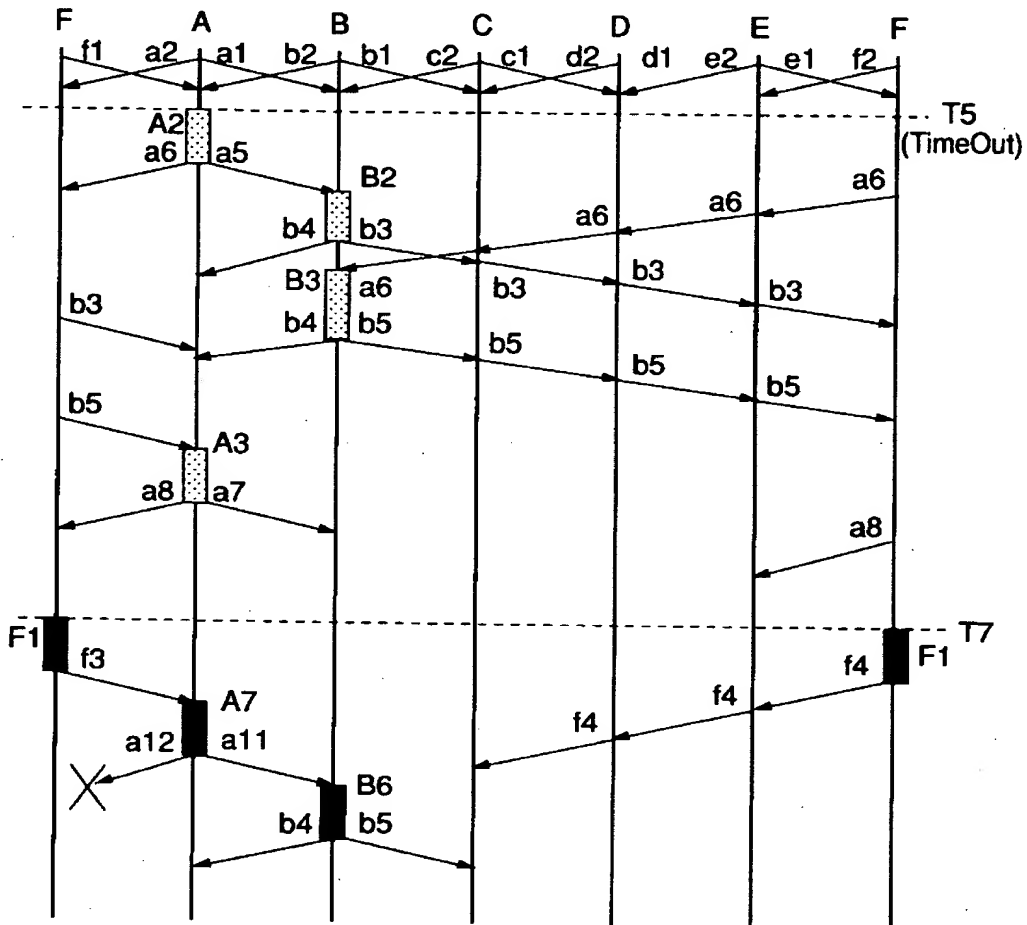 F A B C D E F
f1 a2 a1 b2 b1 c2 c1 d2 d1 e2 e1 f2
T5
(TimeOut)
A2
a6 a5
B2
a6
a6
a6
b4 b3
b3
B3 a6
b3
b3
b3
b4 b5
b5
b5
b5
b5
A3
a8 a7
a8
T7
F1
F1
f3
f4
A7
f4
f4
a12 a11
B6
b4 b5